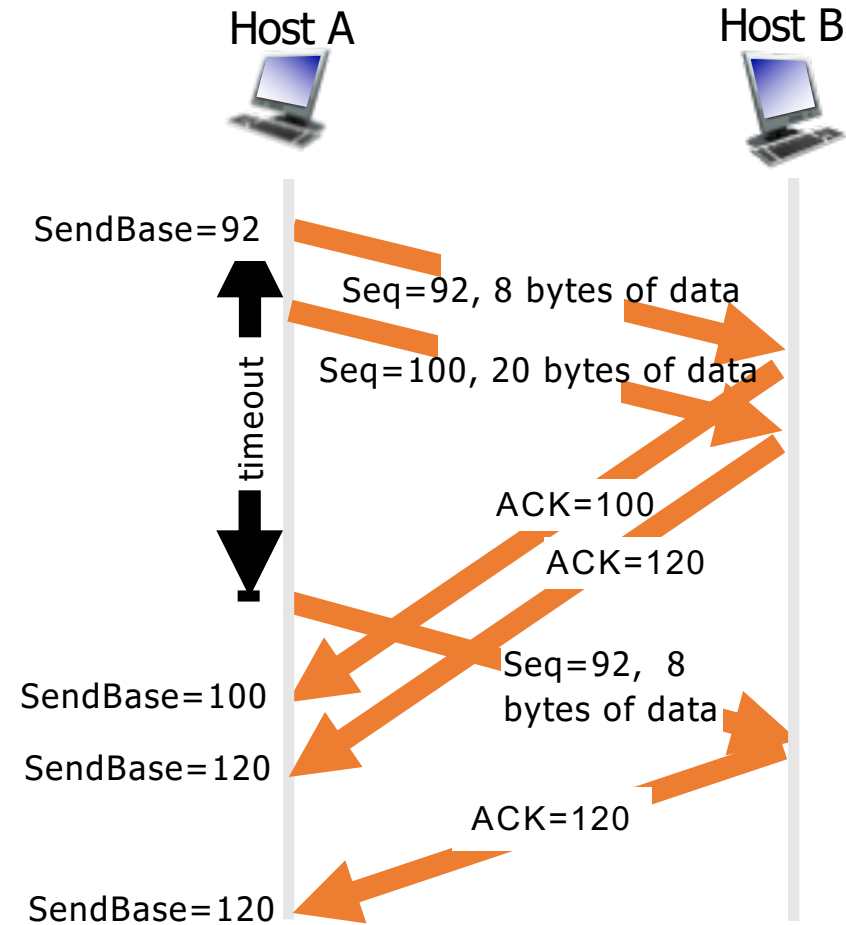 Host A
Host B
SendBase=92
Seq=92, 8 bytes of data
Seq=100, 20 bytes of data
timeout
ACK=100
ACK=120
Seq=92,  8
bytes of data
SendBase=100
SendBase=120
ACK=120
SendBase=120